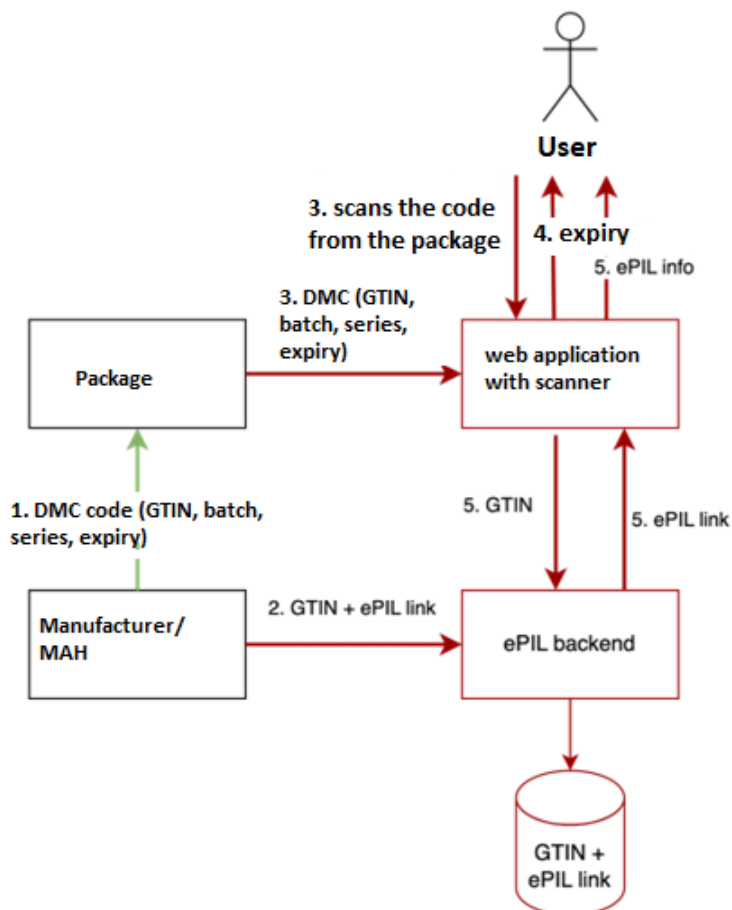 User
3. scans the code
from the package
4. expiry
5. ePIL info
3. DMC (GTIN,
batch, series,
expiry)
Package
web application
with scanner
1. DMC code (GTIN, batch,
series, expiry)
5. GTIN
5. ePIL link
Manufacturer/
MAH
2. GTIN + ePIL link
ePIL backend
GTIN +
ePIL link